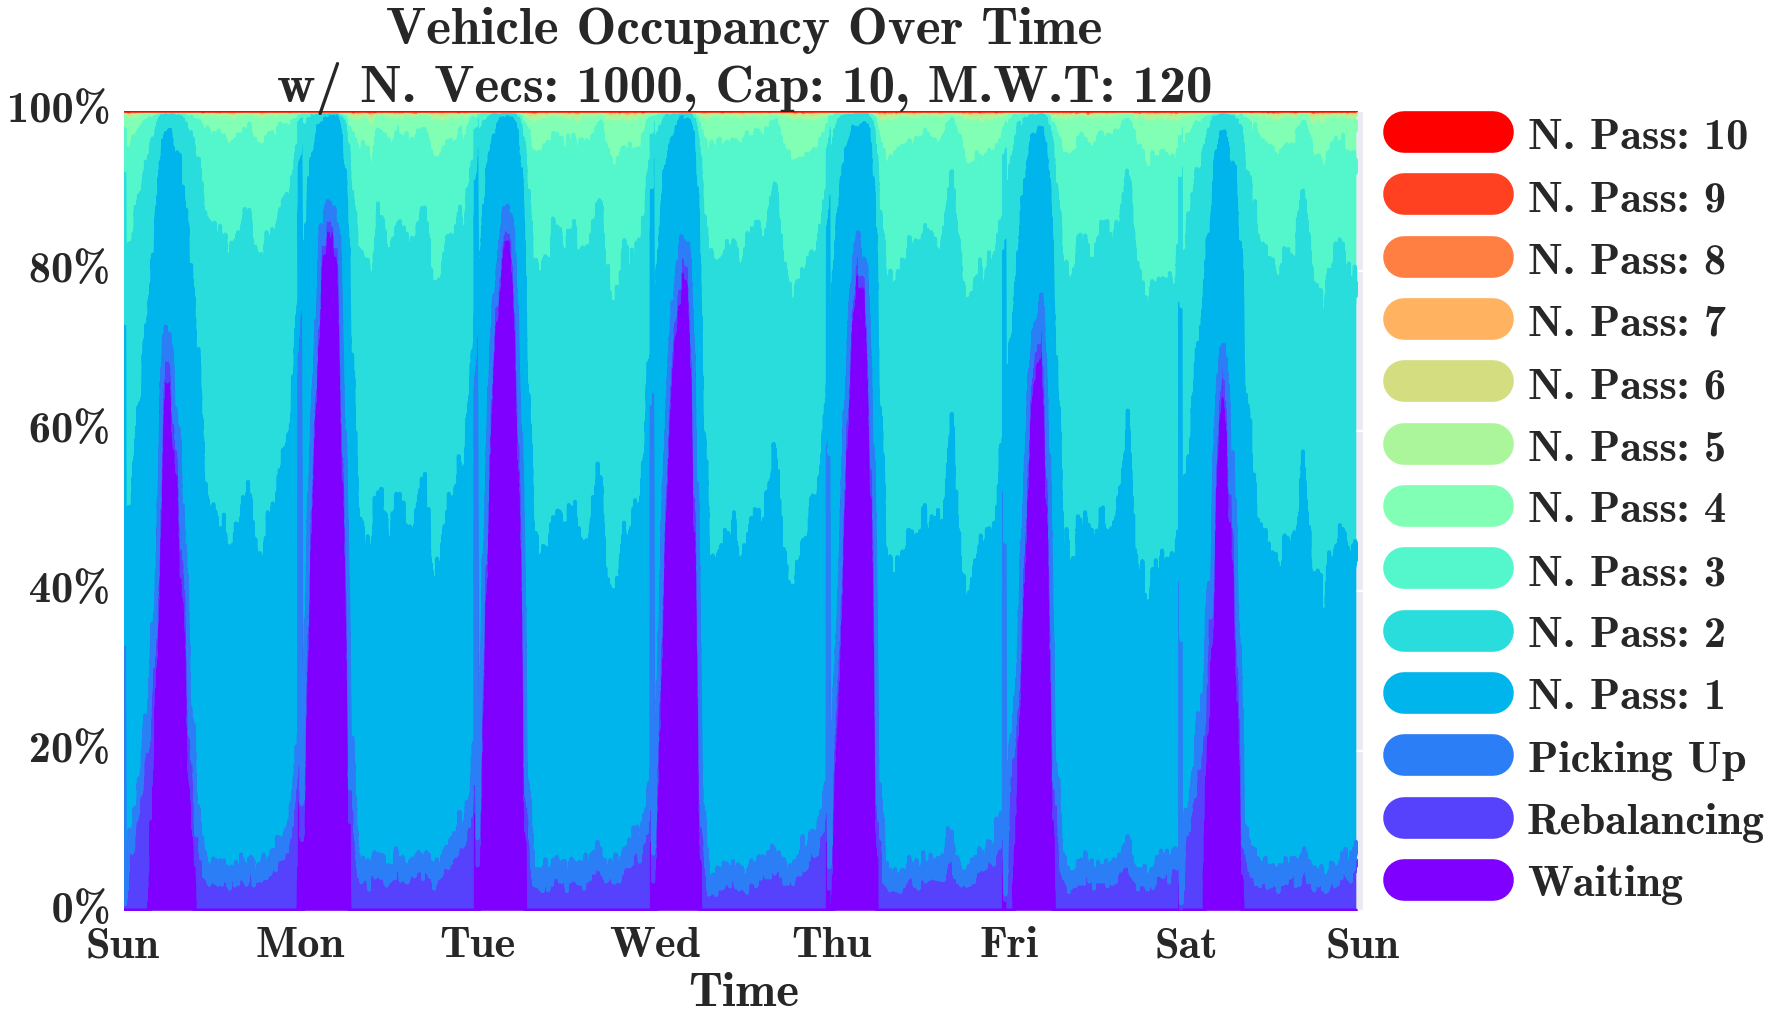 Vehicle Occupancy Over Time
w/ N. Vecs: 1000, Cap: 10, M.W.T: 120
100%
80%
60%
40%
20%
0%
Sun Mon Tue Wed Thu Fri Sat Sun
Time
N. Pass: 10
N. Pass: 9
N. Pass: 8
N. Pass: 7
N. Pass: 6
N. Pass: 5
N. Pass: 4
N. Pass: 3
N. Pass: 2
N. Pass: 1
Picking Up
Rebalancing
Waiting